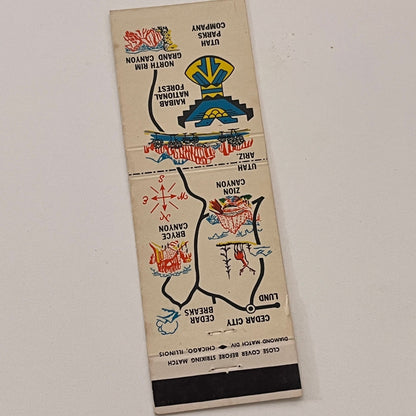 CLOSE COVER BEFORE STRIKING MATCH
DIAMOND MATCH DIV. CHICAGO, ILLINOIS
LUND
CEDAR CITY
CEDAR
BREAKS
BRYCE
CANYON
ZION
CANYON
N
W
E
S
UTAH
ARIZ
KAIBAB
NATIONAL
FOREST
NORTH RIM
GRAND CANYON
UTAH
PARKS
COMPANY